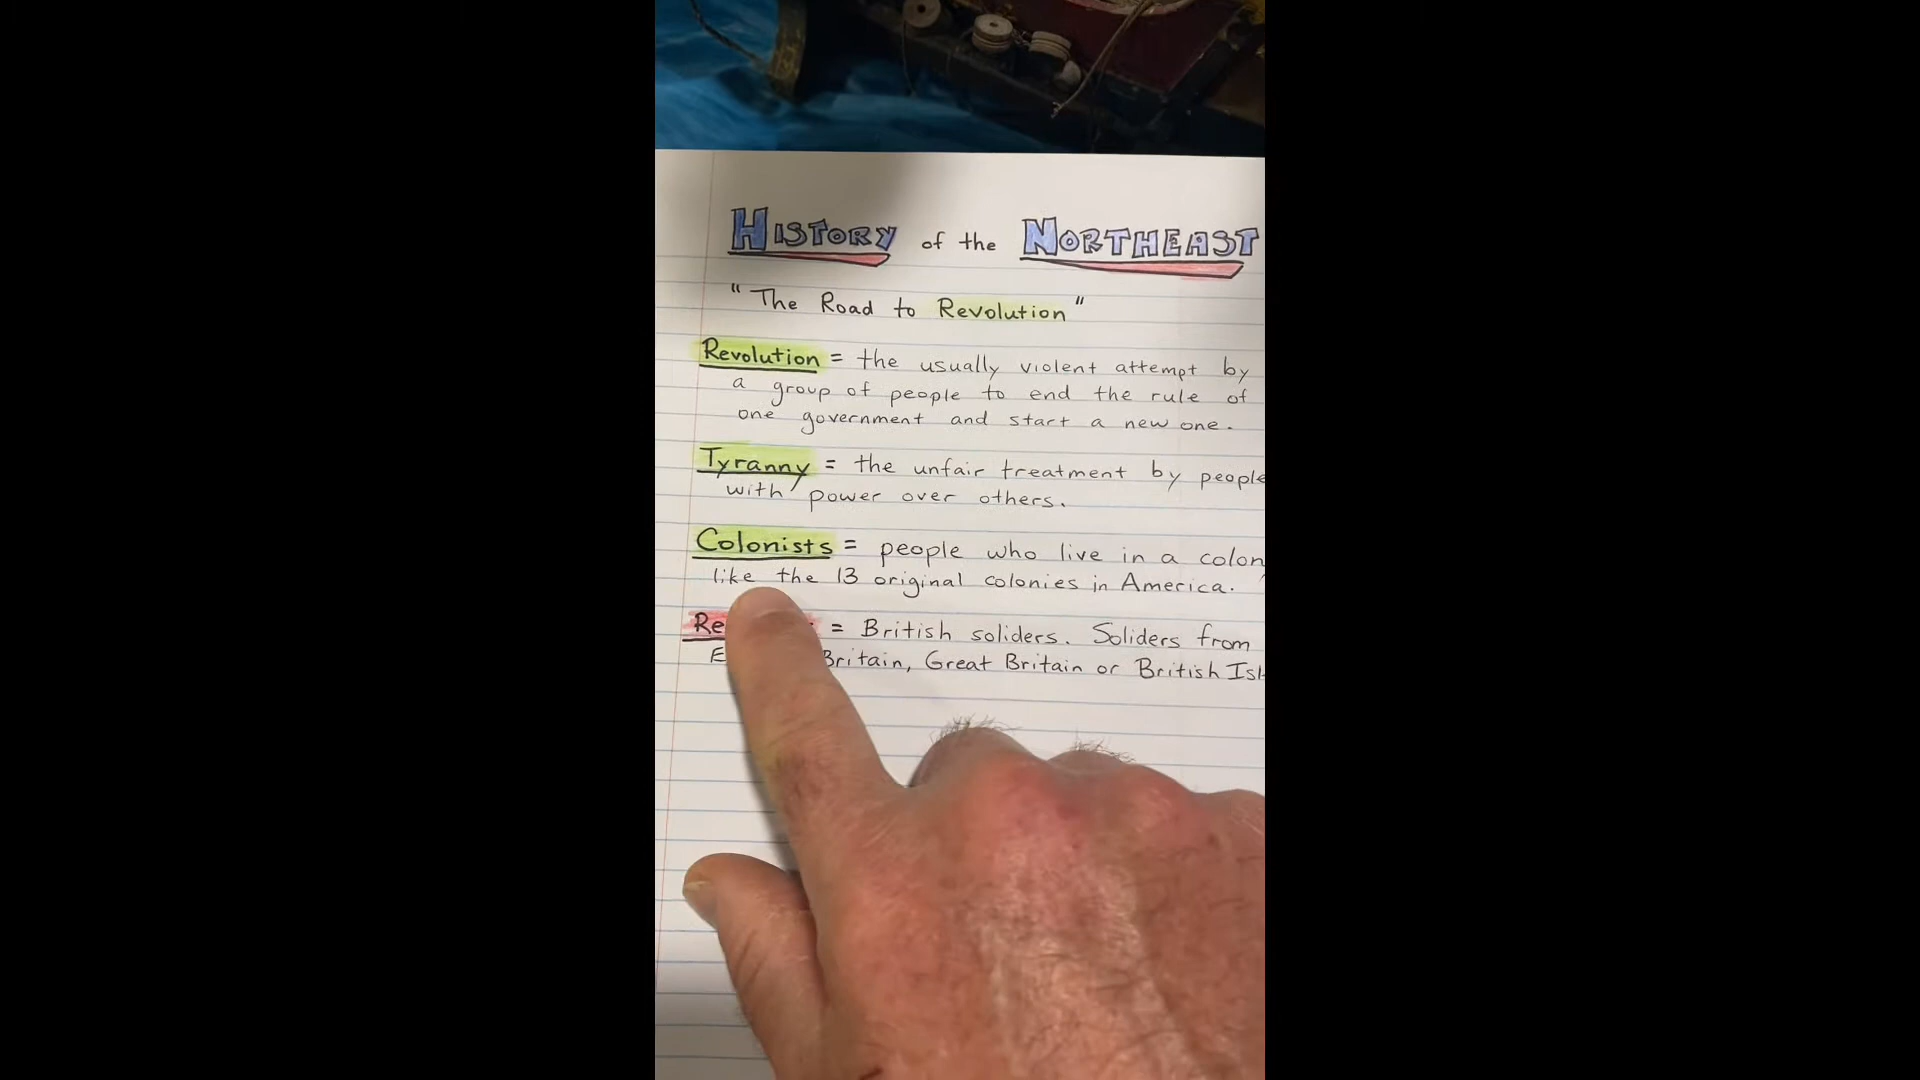 HISTORY of the NORTHEAST
"The Road to Revolution"
Revolution = the usually violent attempt by
a group of people to end the rule of
one government and start a new one.
Tyranny = the unfair treatment by people
with power over others.
Colonists = people who live in a colon
like the 13 original colonies in America.
Re = British soliders. Soliders from
E Britain, Great Britain or British Isl